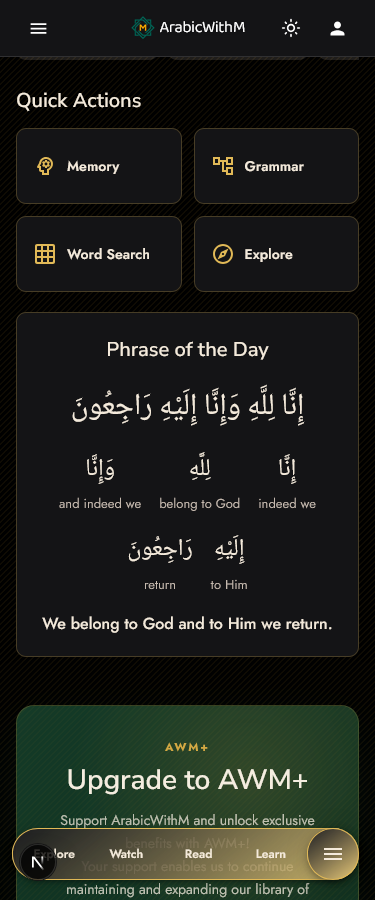 ArabicWithM
Quick Actions
Memory
Grammar
Word Search
Explore
Phrase of the Day
إِنَّا لِلَّهِ وَإِنَّا إِلَيْهِ رَاجِعُونَ
إِنَّا لِلَّهِ وَإِنَّا
indeed we belong to God and indeed we
إِلَيْهِ رَاجِعُونَ
to Him return
We belong to God and to Him we return.
AWM+
Upgrade to AWM+
Support ArabicWithM and unlock exclusive
benefits with AWM+!
Your support enables us to continue
Watch Read Learn
maintaining and expanding our library of